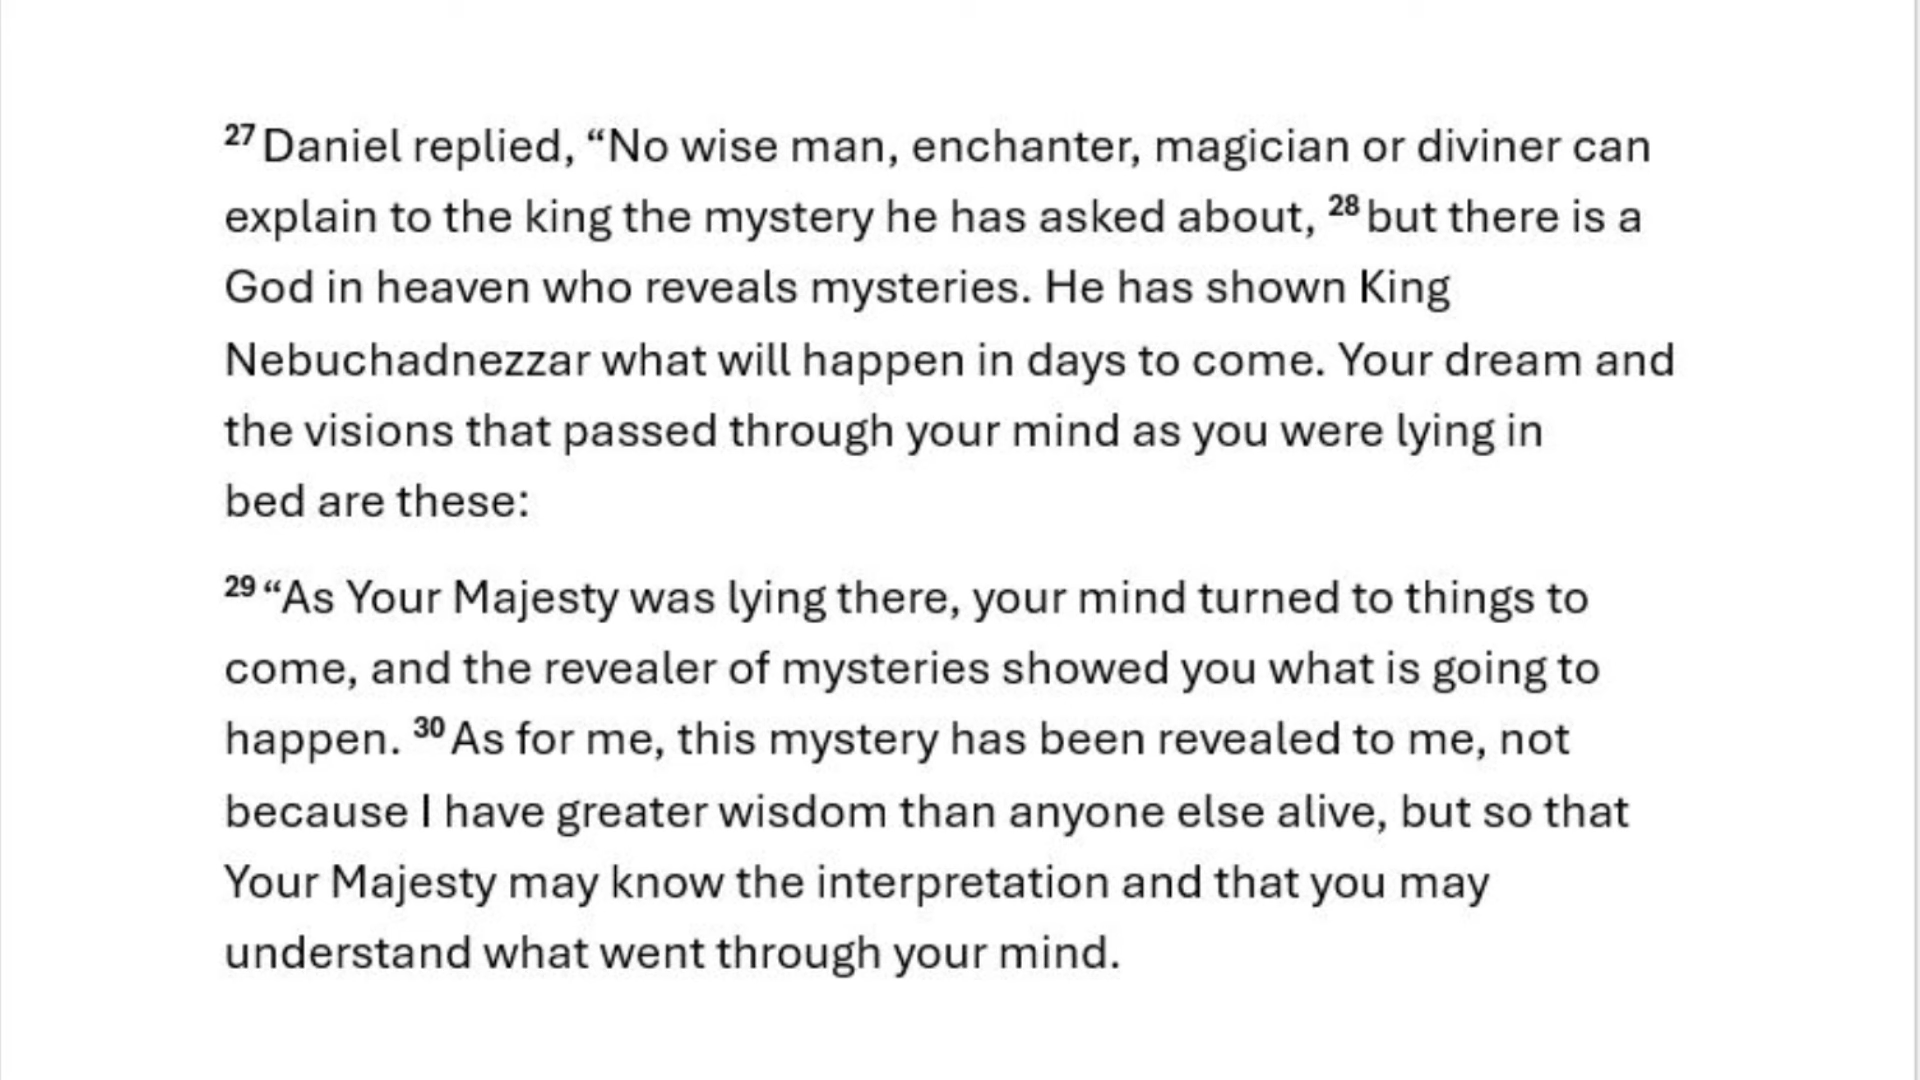 27 Daniel replied, “No wise man, enchanter, magician or diviner can
explain to the king the mystery he has asked about, 28 but there is a
God in heaven who reveals mysteries. He has shown King
Nebuchadnezzar what will happen in days to come. Your dream and
the visions that passed through your mind as you were lying in
bed are these:
29 “As Your Majesty was lying there, your mind turned to things to
come, and the revealer of mysteries showed you what is going to
happen. 30 As for me, this mystery has been revealed to me, not
because I have greater wisdom than anyone else alive, but so that
Your Majesty may know the interpretation and that you may
understand what went through your mind.